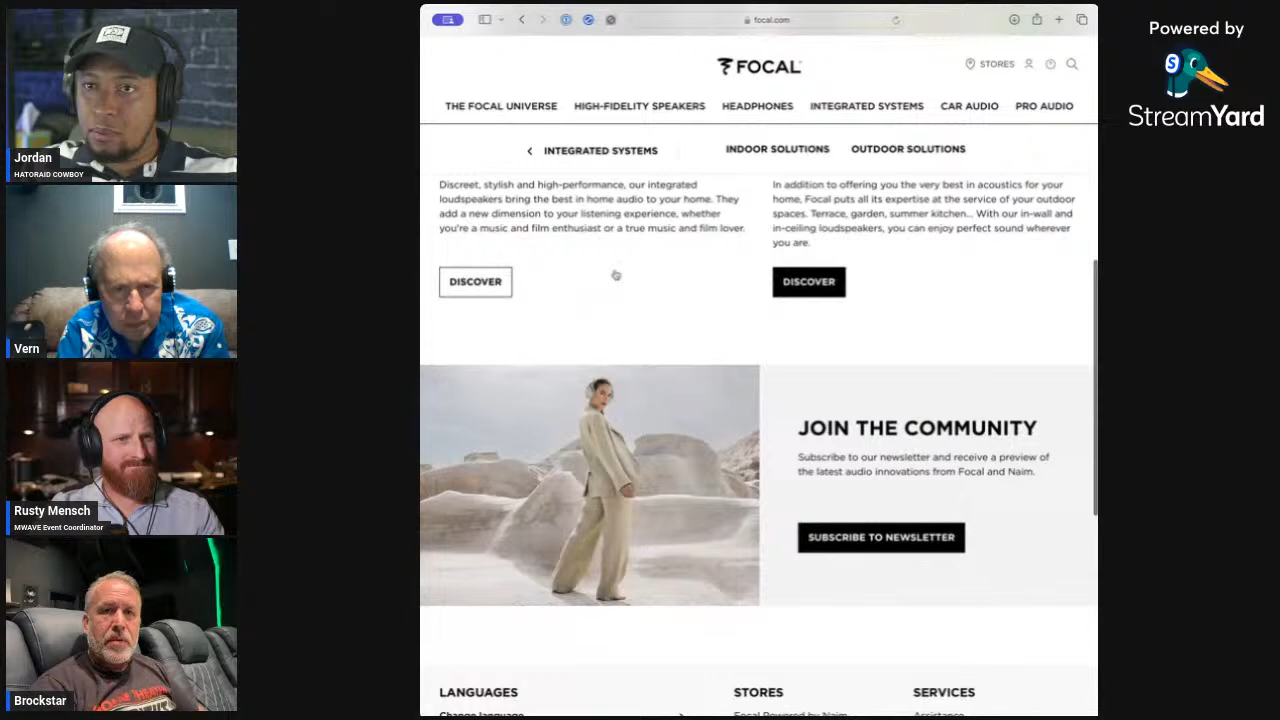 Jordan
HATORAID COWBOY
Vern
Rusty Mensch
MWAVE Event Coordinator
Brockstar
focal.com
FOCAL
STORES
THE FOCAL UNIVERSE HIGH-FIDELITY SPEAKERS HEADPHONES INTEGRATED SYSTEMS CAR AUDIO PRO AUDIO
INTEGRATED SYSTEMS INDOOR SOLUTIONS OUTDOOR SOLUTIONS
Discreet, stylish and high-performance, our integrated
loudspeakers bring the best in home audio to your home. They
add a new dimension to your listening experience, whether
you're a music and film enthusiast or a true music and film lover.
DISCOVER
In addition to offering you the very best in acoustics for your
home, Focal puts all its expertise at the service of your outdoor
spaces. Terrace, garden, summer kitchen... With our in-wall and
in-ceiling loudspeakers, you can enjoy perfect sound wherever
you are.
DISCOVER
JOIN THE COMMUNITY
Subscribe to our newsletter and receive a preview of
the latest audio innovations from Focal and Naim.
SUBSCRIBE TO NEWSLETTER
LANGUAGES STORES SERVICES
Change language Focal Powered by Naim Assistance
Powered by
StreamYard